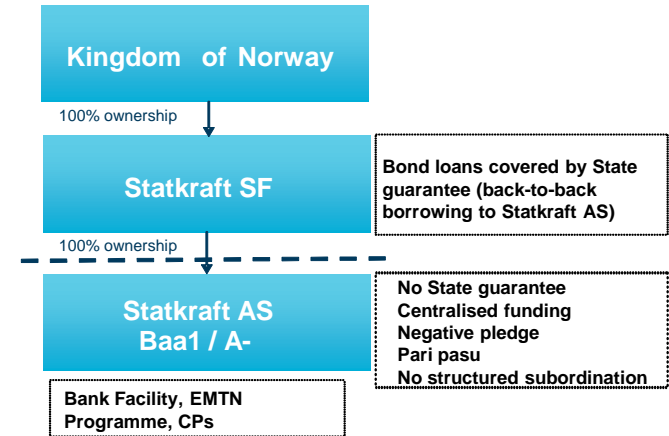 Kingdom of Norway
100% ownership
Statkraft SF
Bond loans covered by State
guarantee (back-to-back
borrowing to Statkraft AS)
100% ownership
Statkraft AS
Baa1 / A-
No State guarantee
Centralised funding
Negative pledge
Pari pasu
No structured subordination
Bank Facility, EMTN
Programme, CPs